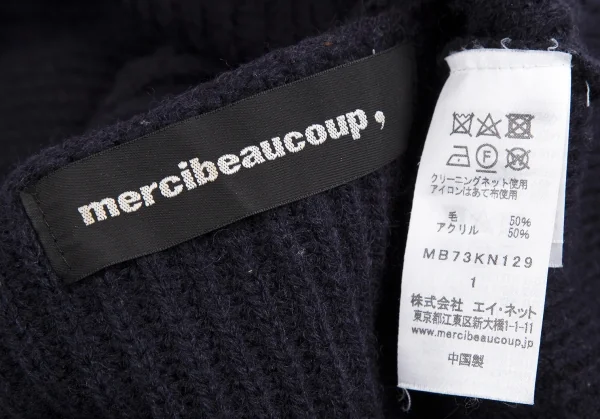 mercibeaucoup,
クリーニングネット使用
アイロンはあて布使用
毛 50%
アクリル 50%
MB73KN129
1
株式会社 エイ・ネット
東京都江東区新大橋1-1-11
www.mercibeaucoup.jp
中国製